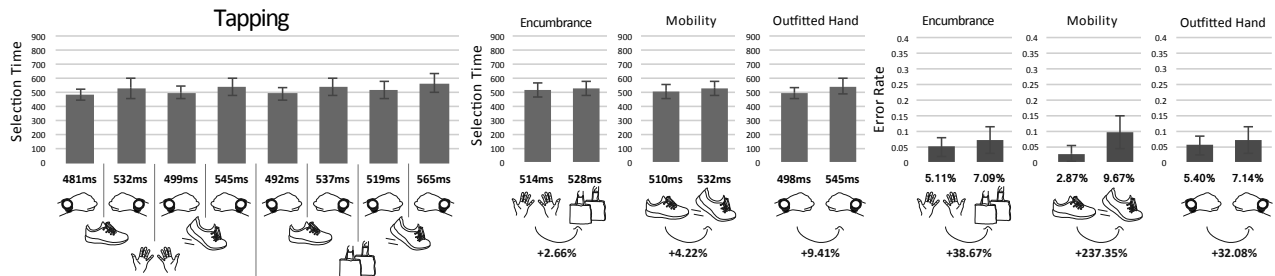 Tapping
Selection Time
900
800
700
600
500
400
300
200
100
0
481ms 532ms 499ms 545ms 492ms 537ms 519ms 565ms
Encumbrance Mobility Outfitted Hand
Selection Time
900 900 900
800 800 800
700 700 700
600 600 600
500 500 500
400 400 400
300 300 300
200 200 200
100 100 100
0 0 0
514ms 528ms 510ms 532ms 498ms 545ms
+2.66% +4.22% +9.41%
Encumbrance Mobility Outfitted Hand
Error Rate
0.4 0.4 0.4
0.35 0.35 0.35
0.3 0.3 0.3
0.25 0.25 0.25
0.2 0.2 0.2
0.15 0.15 0.15
0.1 0.1 0.1
0.05 0.05 0.05
0 0 0
5.11% 7.09% 2.87% 9.67% 5.40% 7.14%
+38.67% +237.35% +32.08%